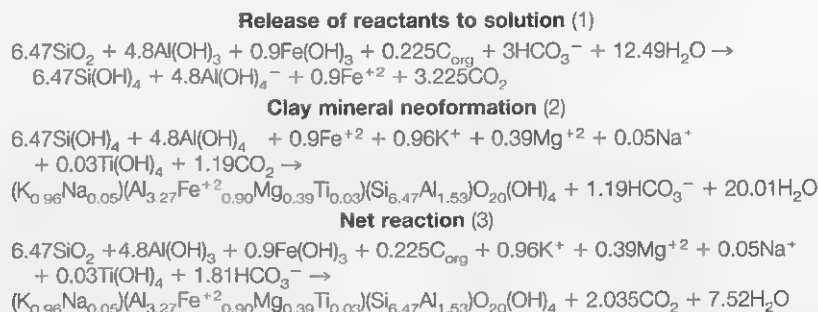 Release of reactants to solution (1)
6.47SiO₂ + 4.8Al(OH)₃ + 0.9Fe(OH)₃ + 0.225C_org + 3HCO₃⁻ + 12.49H₂O →
6.47Si(OH)₄ + 4.8Al(OH)₄⁻ + 0.9Fe⁺² + 3.225CO₂
Clay mineral neoformation (2)
6.47Si(OH)₄ + 4.8Al(OH)₄ + 0.9Fe⁺² + 0.96K⁺ + 0.39Mg⁺² + 0.05Na⁺
+ 0.03Ti(OH)₄ + 1.19CO₂ →
(K₀.₉₆Na₀.₀₅)(Al₃.₂₇Fe⁺²₀.₉₀Mg₀.₃₉Ti₀.₀₃)(Si₆.₄₇Al₁.₅₃)O₂₀(OH)₄ + 1.19HCO₃⁻ + 20.01H₂O
Net reaction (3)
6.47SiO₂ +4.8Al(OH)₃ + 0.9Fe(OH)₃ + 0.225C_org + 0.96K⁺ + 0.39Mg⁺² + 0.05Na⁺
+ 0.03Ti(OH)₄ + 1.81HCO₃⁻ →
(K₀.₉₆Na₀.₀₅)(Al₃.₂₇Fe⁺²₀.₉₀Mg₀.₃₉Ti₀.₀₃)(Si₆.₄₇Al₁.₅₃)O₂₀(OH)₄ + 2.035CO₂ + 7.52H₂O